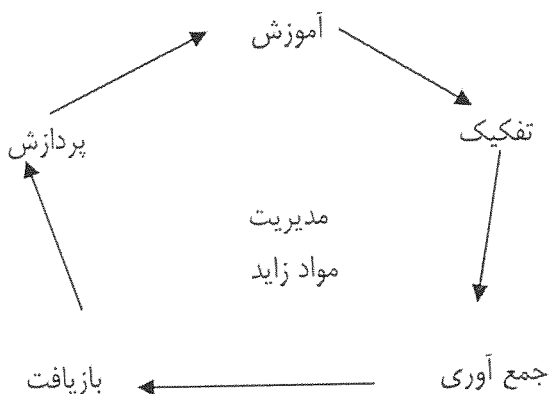 آموزش
تفکیک
پردازش
مدیریت
مواد زاید
جمع آوری
بازیافت